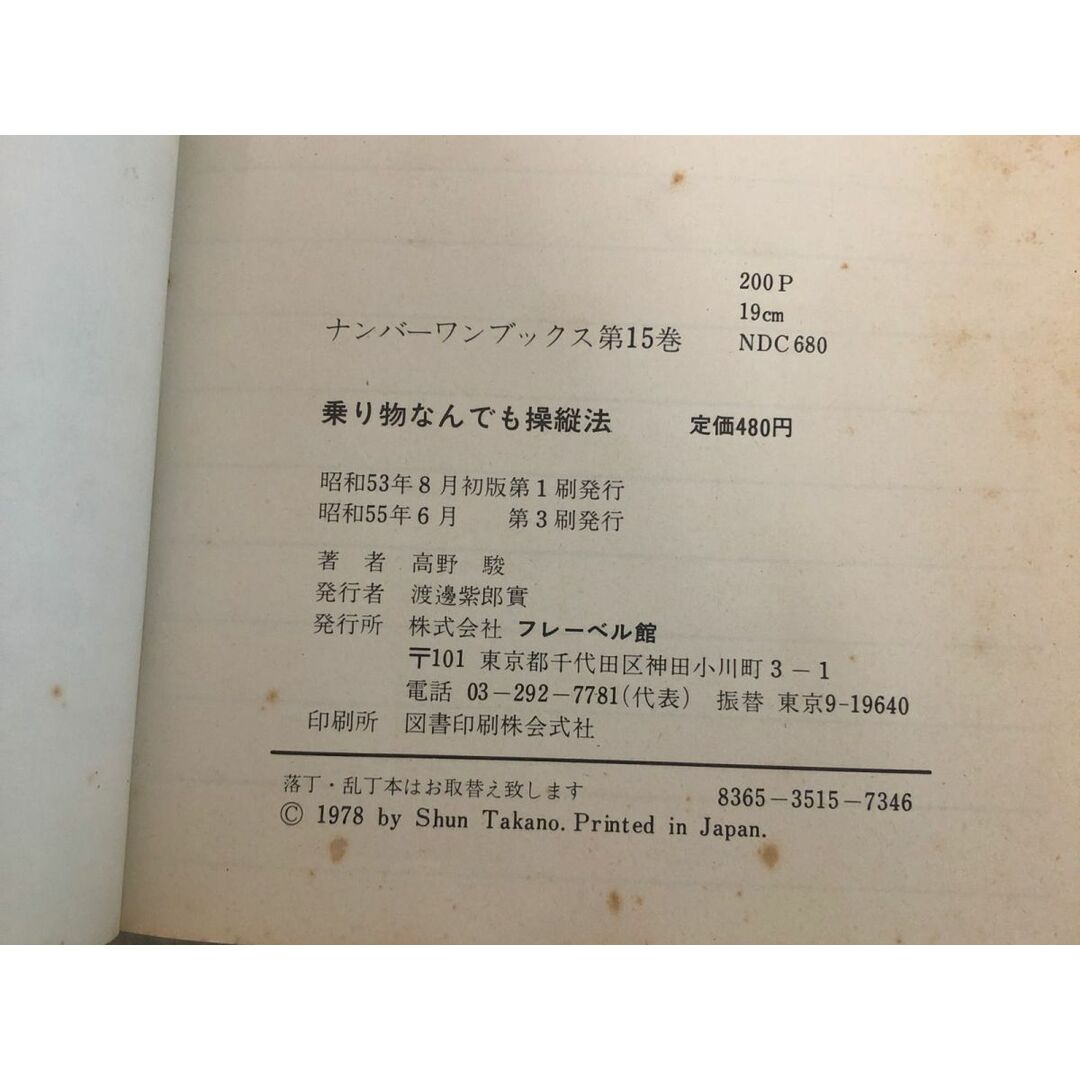 200P
19cm
ナンバーワンブックス第15巻 NDC680
乗り物なんでも操縦法 定価480円
昭和53年8月初版第1刷発行
昭和55年6月 第3刷発行
著者 高野 駿
発行者 渡邊紫郎實
発行所 株式会社 フレーベル館
〒101 東京都千代田区神田小川町3-1
電話 03-292-7781(代表) 振替 東京9-19640
印刷所 図書印刷株会式社
落丁・乱丁本はお取替え致します 8365-3515-7346
© 1978 by Shun Takano. Printed in Japan.